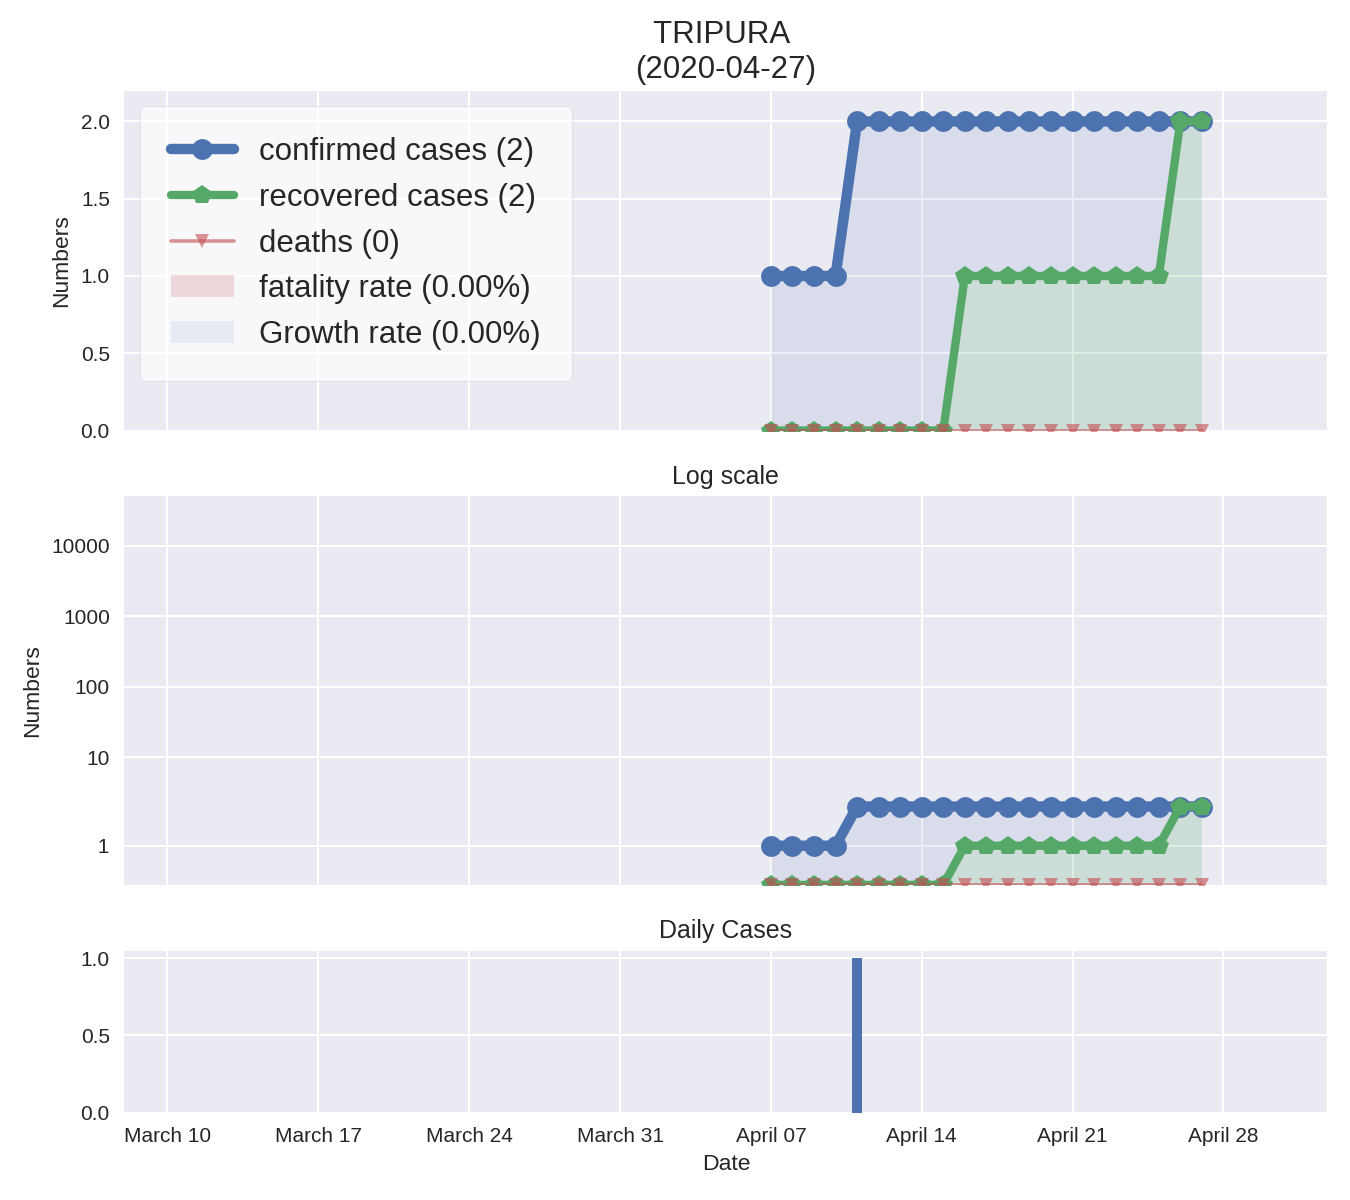 TRIPURA
(2020-04-27)
2.0
1.5
1.0
0.5
0.0
Numbers
confirmed cases (2)
recovered cases (2)
deaths (0)
fatality rate (0.00%)
Growth rate (0.00%)
Log scale
10000
1000
100
10
1
Numbers
Daily Cases
1.0
0.5
0.0
March 10 March 17 March 24 March 31 April 07 April 14 April 21 April 28
Date